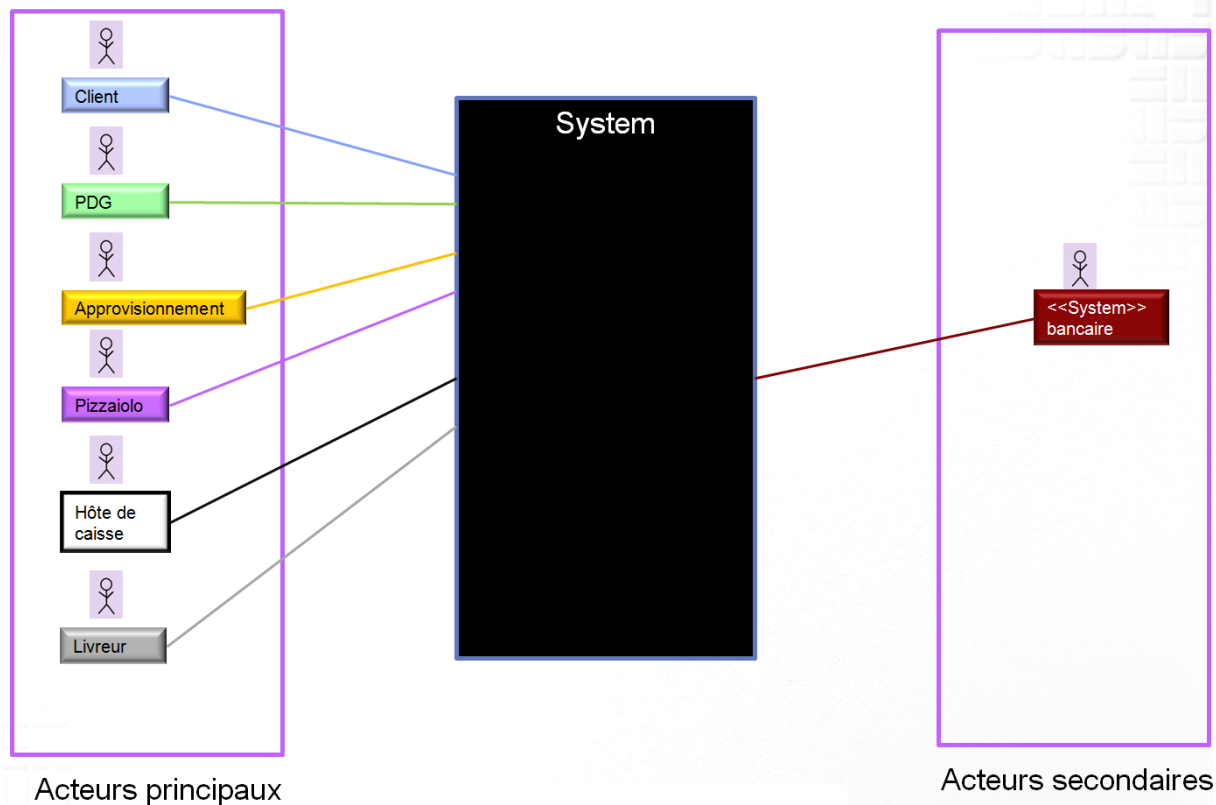 Client
PDG
Approvisionnement
Pizzaiolo
Hôte de
caisse
Livreur
Acteurs principaux
System
<<System>>
bancaire
Acteurs secondaires